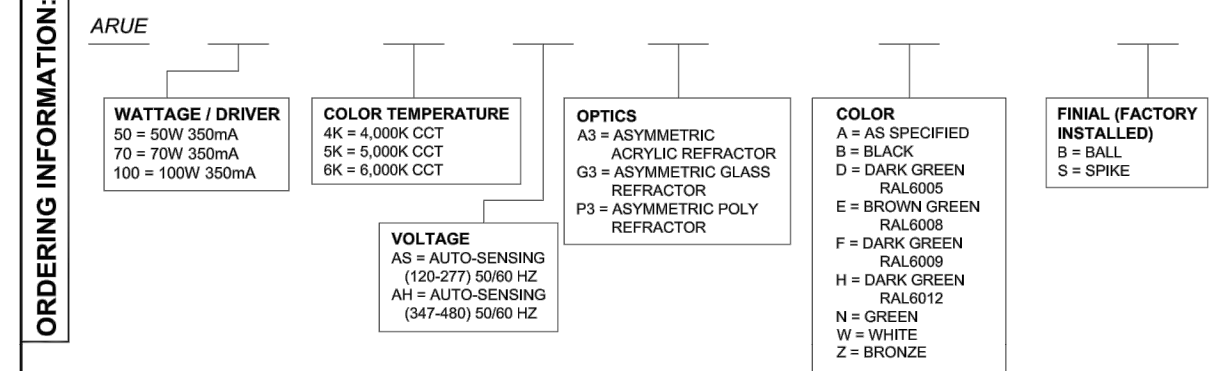 ORDERING INFORMATION:
ARUE
WATTAGE / DRIVER
50 = 50W 350mA
70 = 70W 350mA
100 = 100W 350mA
COLOR TEMPERATURE
4K = 4,000K CCT
5K = 5,000K CCT
6K = 6,000K CCT
VOLTAGE
AS = AUTO-SENSING
(120-277) 50/60 HZ
AH = AUTO-SENSING
(347-480) 50/60 HZ
OPTICS
A3 = ASYMMETRIC
ACRYLIC REFRACTOR
G3 = ASYMMETRIC GLASS
REFRACTOR
P3 = ASYMMETRIC POLY
REFRACTOR
COLOR
A = AS SPECIFIED
B = BLACK
D = DARK GREEN
RAL6005
E = BROWN GREEN
RAL6008
F = DARK GREEN
RAL6009
H = DARK GREEN
RAL6012
N = GREEN
W = WHITE
Z = BRONZE
FINIAL (FACTORY
INSTALLED)
B = BALL
S = SPIKE